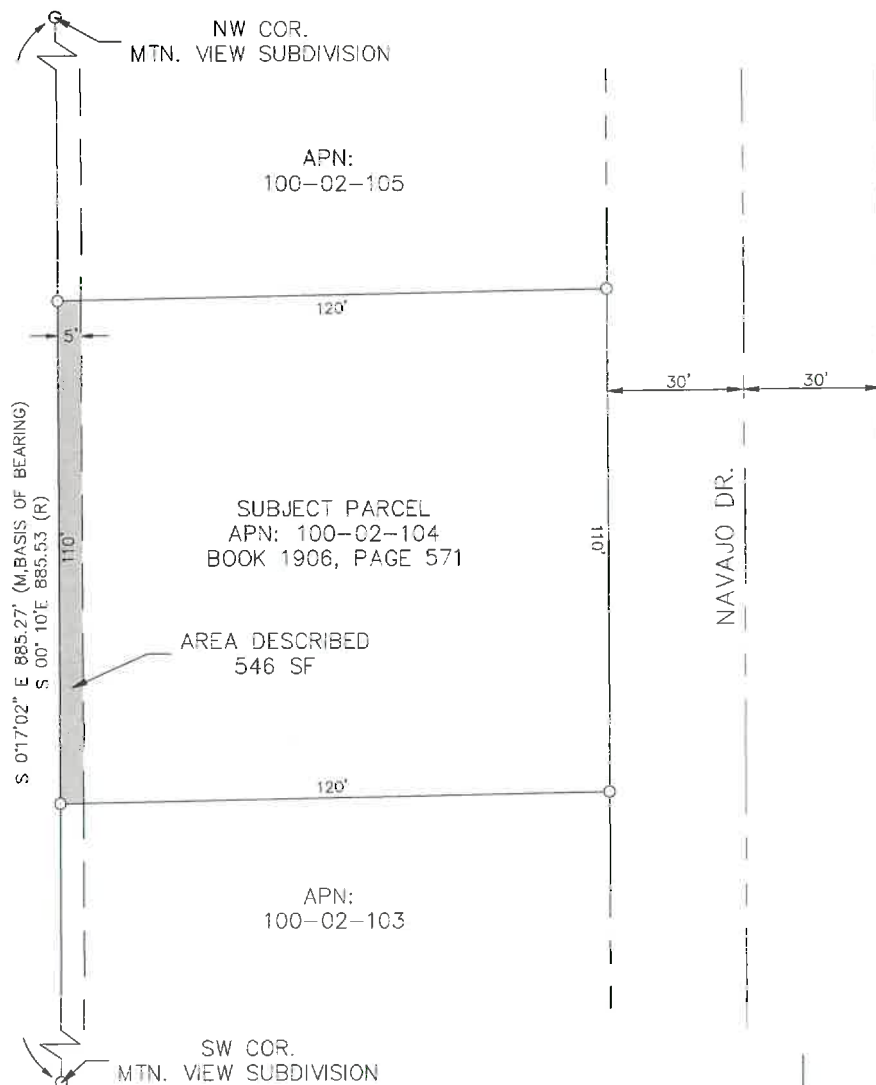 NW COR.
MTN. VIEW SUBDIVISION
APN:
100-02-105
120'
5'
30'
30'
S 0°17'02" E 885.27' (M,BASIS OF BEARING)
S 00° 10'E 885.53 (R)
110'
SUBJECT PARCEL
APN: 100-02-104
BOOK 1906, PAGE 571
110'
NAVAJO DR.
AREA DESCRIBED
546 SF
120'
APN:
100-02-103
SW COR.
MTN. VIEW SUBDIVISION